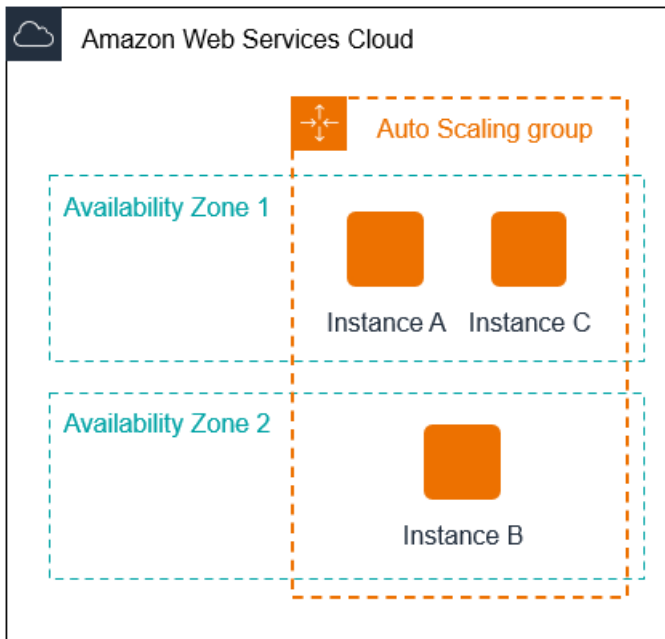 Amazon Web Services Cloud
Auto Scaling group
Availability Zone 1
Instance A
Instance C
Availability Zone 2
Instance B